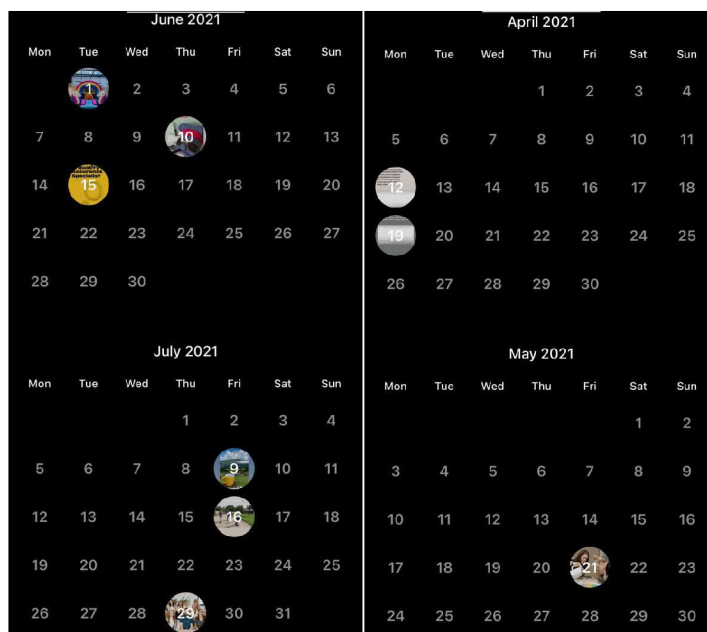 June 2021
Mon Tue Wed Thu Fri Sat Sun
1 2 3 4 5 6
7 8 9 10 11 12 13
14 15 16 17 18 19 20
21 22 23 24 25 26 27
28 29 30
July 2021
Mon Tue Wed Thu Fri Sat Sun
1 2 3 4
5 6 7 8 9 10 11
12 13 14 15 16 17 18
19 20 21 22 23 24 25
26 27 28 29 30 31
April 2021
Mon Tue Wed Thu Fri Sat Sun
1 2 3 4
5 6 7 8 9 10 11
12 13 14 15 16 17 18
19 20 21 22 23 24 25
26 27 28 29 30
May 2021
Mon Tue Wed Thu Fri Sat Sun
1 2
3 4 5 6 7 8 9
10 11 12 13 14 15 16
17 18 19 20 21 22 23
24 25 26 27 28 29 30